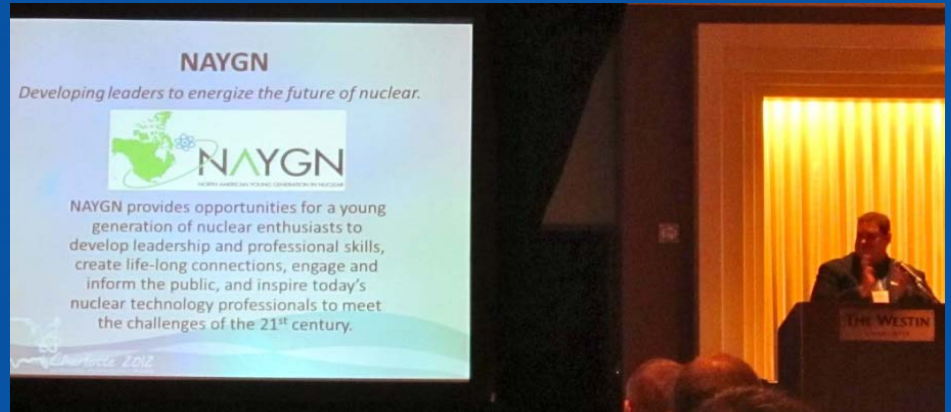 NAYGN
Developing leaders to energize the future of nuclear.
NAYGN
NORTH AMERICAN YOUNG GENERATION IN NUCLEAR
NAYGN provides opportunities for a young
generation of nuclear enthusiasts to
develop leadership and professional skills,
create life-long connections, engage and
inform the public, and inspire today's
nuclear technology professionals to meet
the challenges of the 21st century.
Charlotte 2012
THE WESTIN